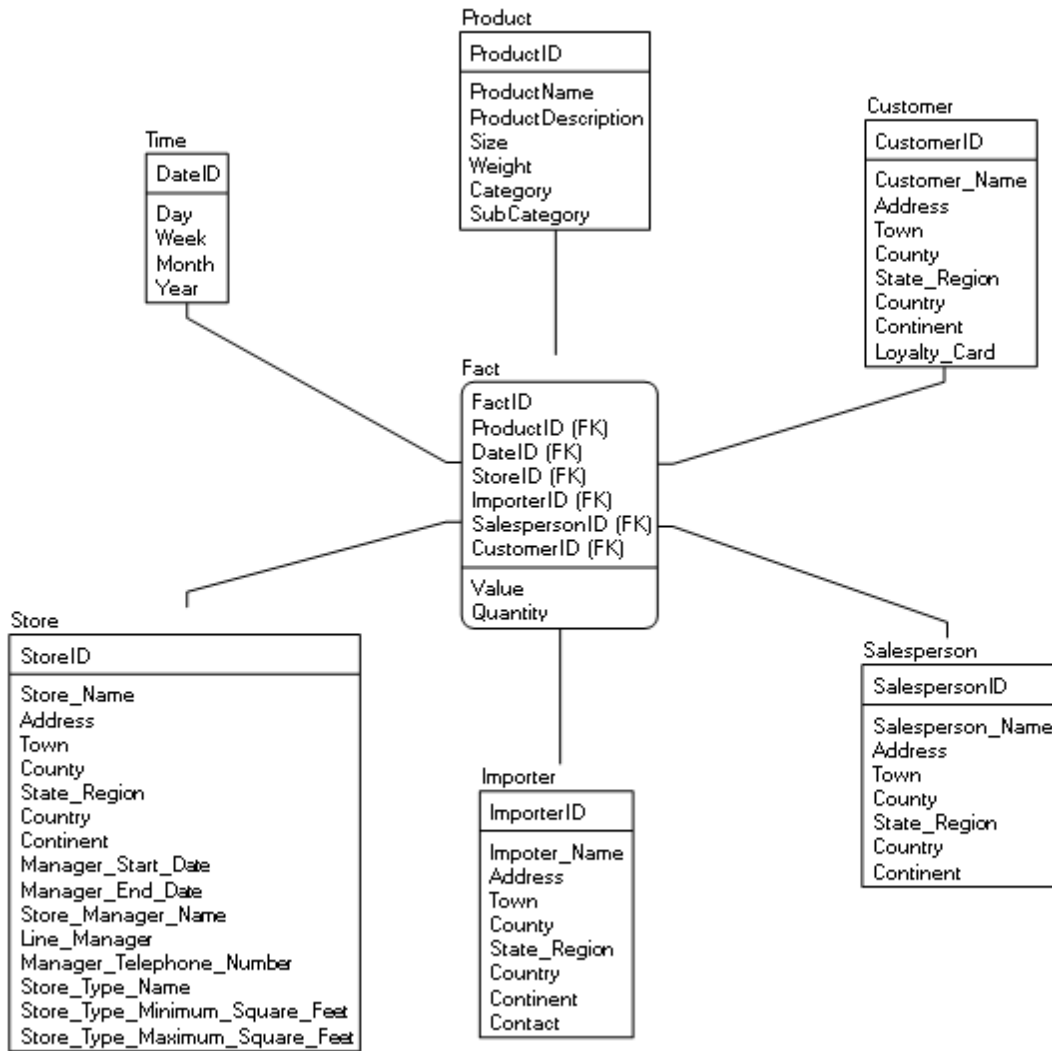 Product
ProductID
ProductName
ProductDescription
Size
Weight
Category
SubCategory
Customer
CustomerID
Customer_Name
Address
Town
County
State_Region
Country
Continent
Loyalty_Card
Time
DateID
Day
Week
Month
Year
Fact
FactID
ProductID (FK)
DateID (FK)
StoreID (FK)
ImporterID (FK)
SalespersonID (FK)
CustomerID (FK)
Value
Quantity
Store
StoreID
Store_Name
Address
Town
County
State_Region
Country
Continent
Manager_Start_Date
Manager_End_Date
Store_Manager_Name
Line_Manager
Manager_Telephone_Number
Store_Type_Name
Store_Type_Minimum_Square_Feet
Store_Type_Maximum_Square_Feet
Importer
ImporterID
Impoter_Name
Address
Town
County
State_Region
Country
Continent
Contact
Salesperson
SalespersonID
Salesperson_Name
Address
Town
County
State_Region
Country
Continent